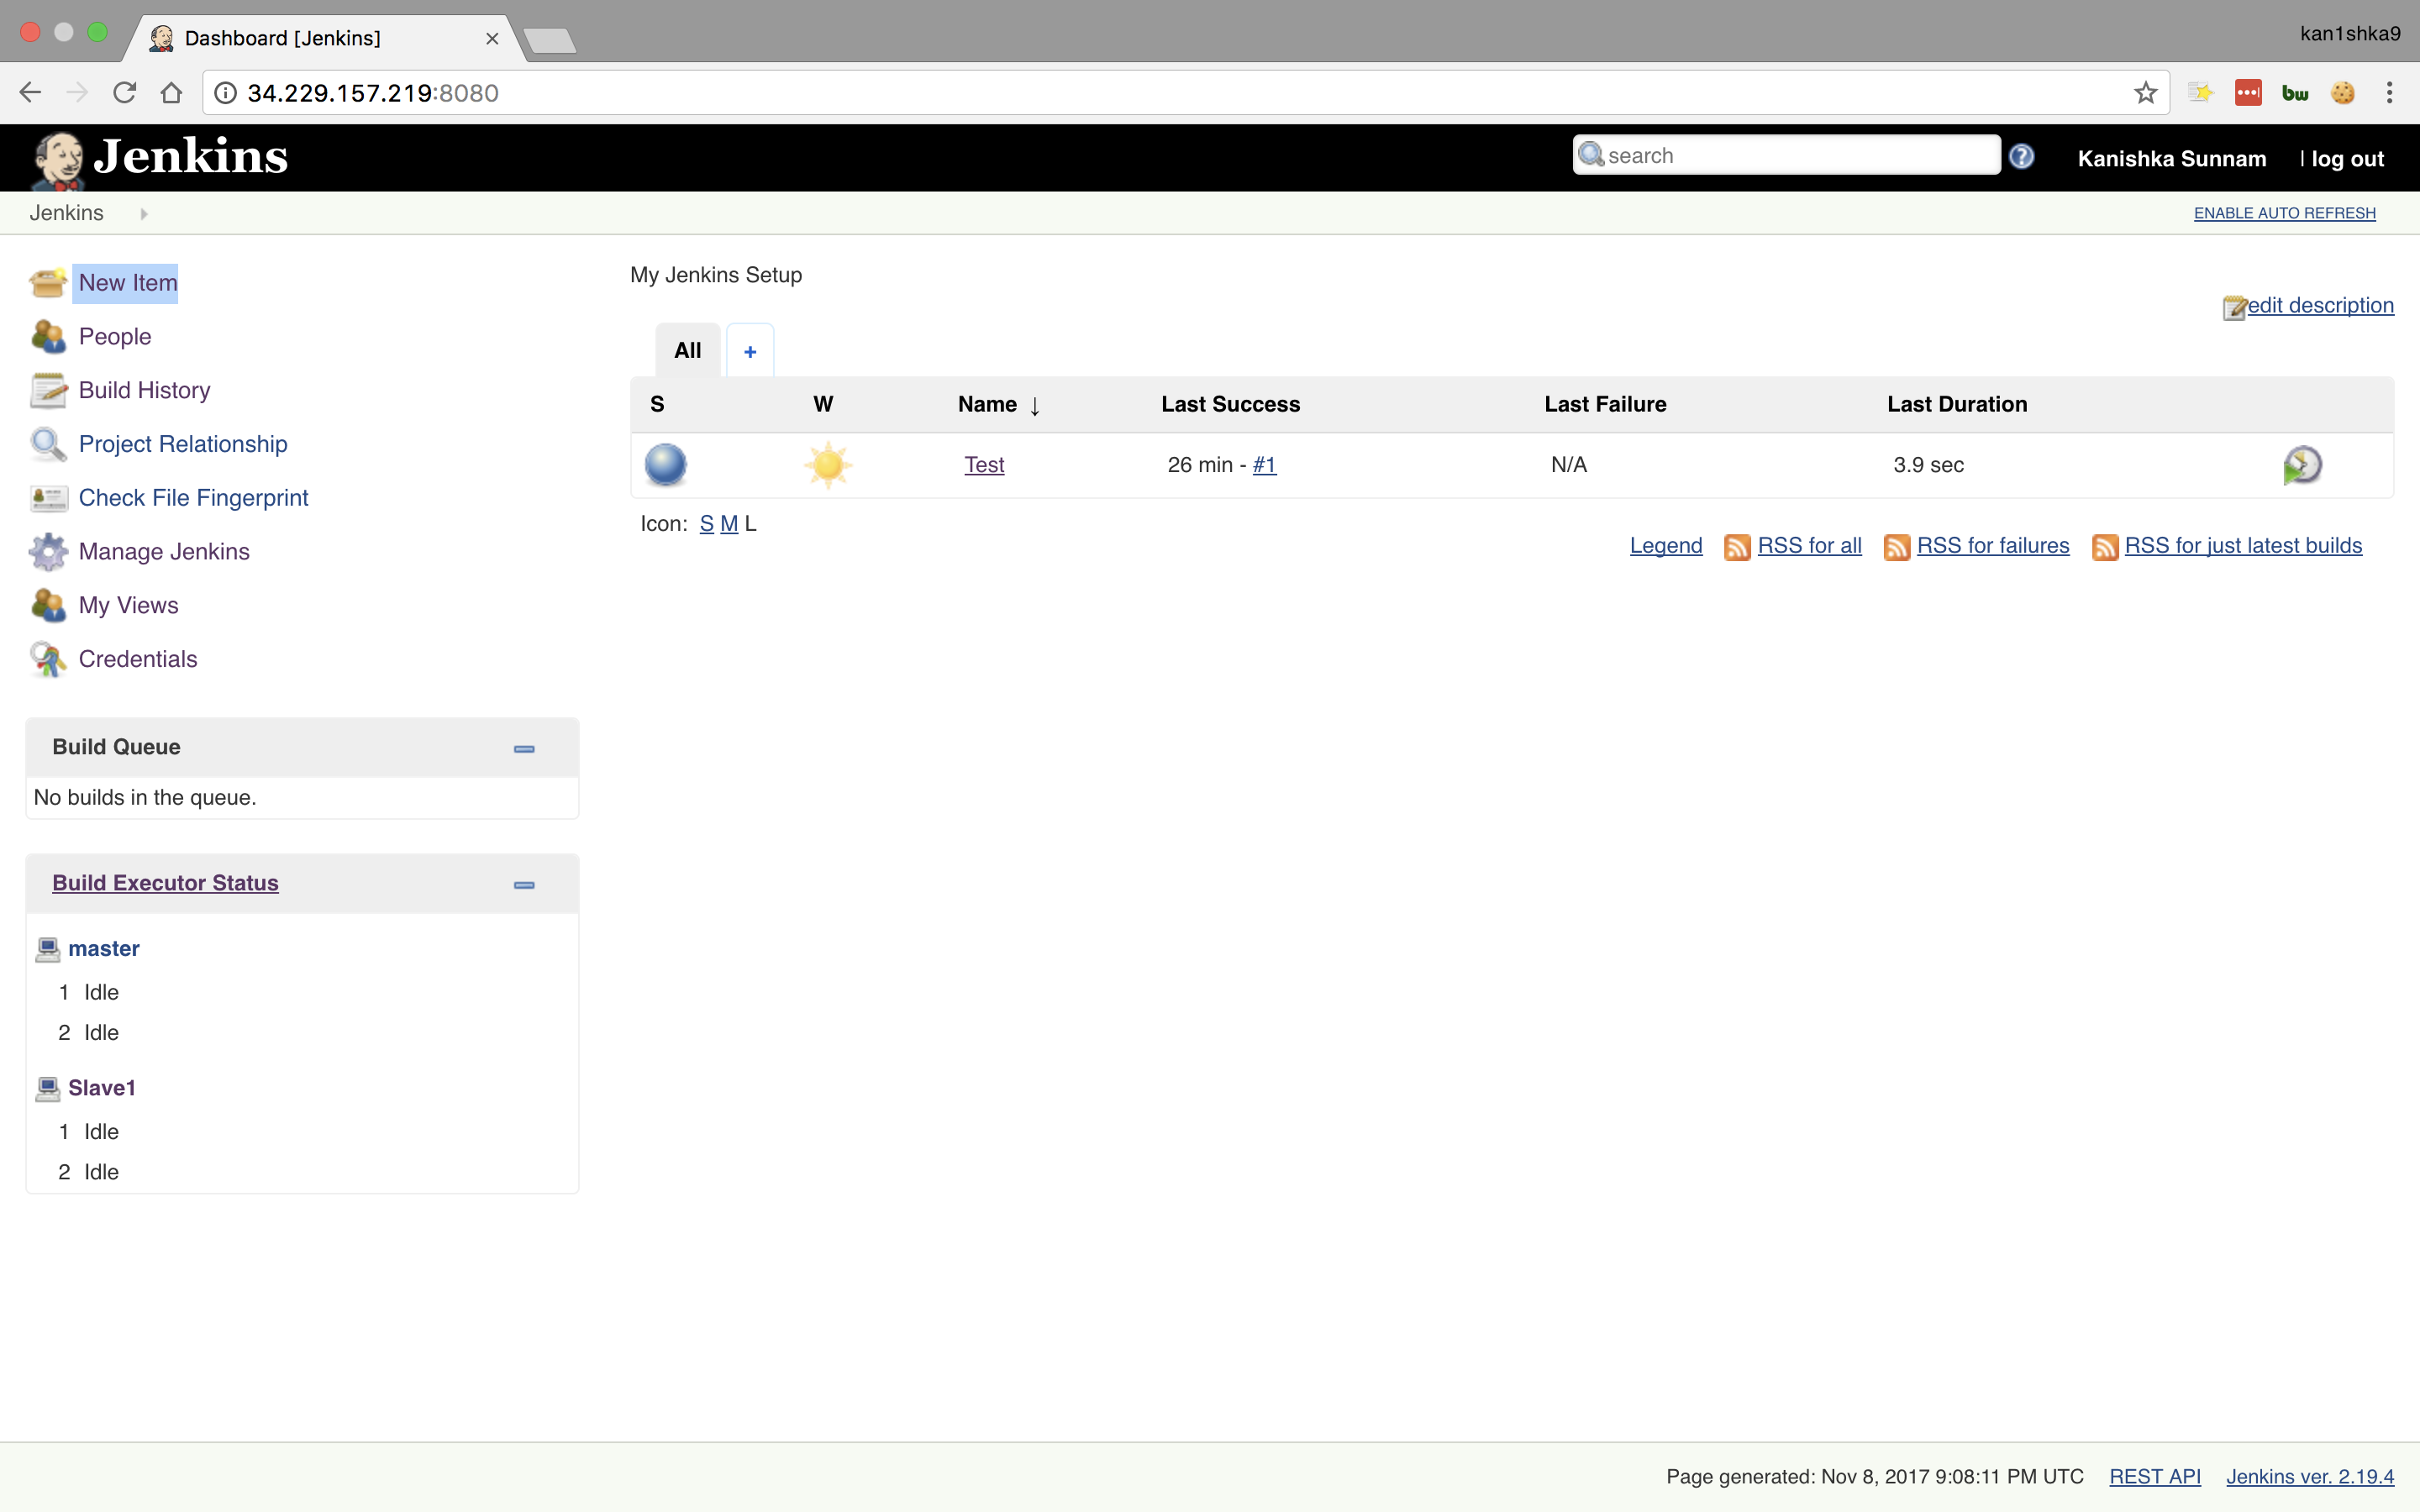 Dashboard [Jenkins]
kan1shka9
34.229.157.219:8080
bw
Jenkins
search
Kanishka Sunnam | log out
Jenkins
ENABLE AUTO REFRESH
New Item
People
Build History
Project Relationship
Check File Fingerprint
Manage Jenkins
My Views
Credentials
Build Queue
No builds in the queue.
Build Executor Status
master
1 Idle
2 Idle
Slave1
1 Idle
2 Idle
My Jenkins Setup
edit description
All +
S W Name ↓ Last Success Last Failure Last Duration
Test 26 min - #1 N/A 3.9 sec
Icon: S M L
Legend RSS for all RSS for failures RSS for just latest builds
Page generated: Nov 8, 2017 9:08:11 PM UTC REST API Jenkins ver. 2.19.4